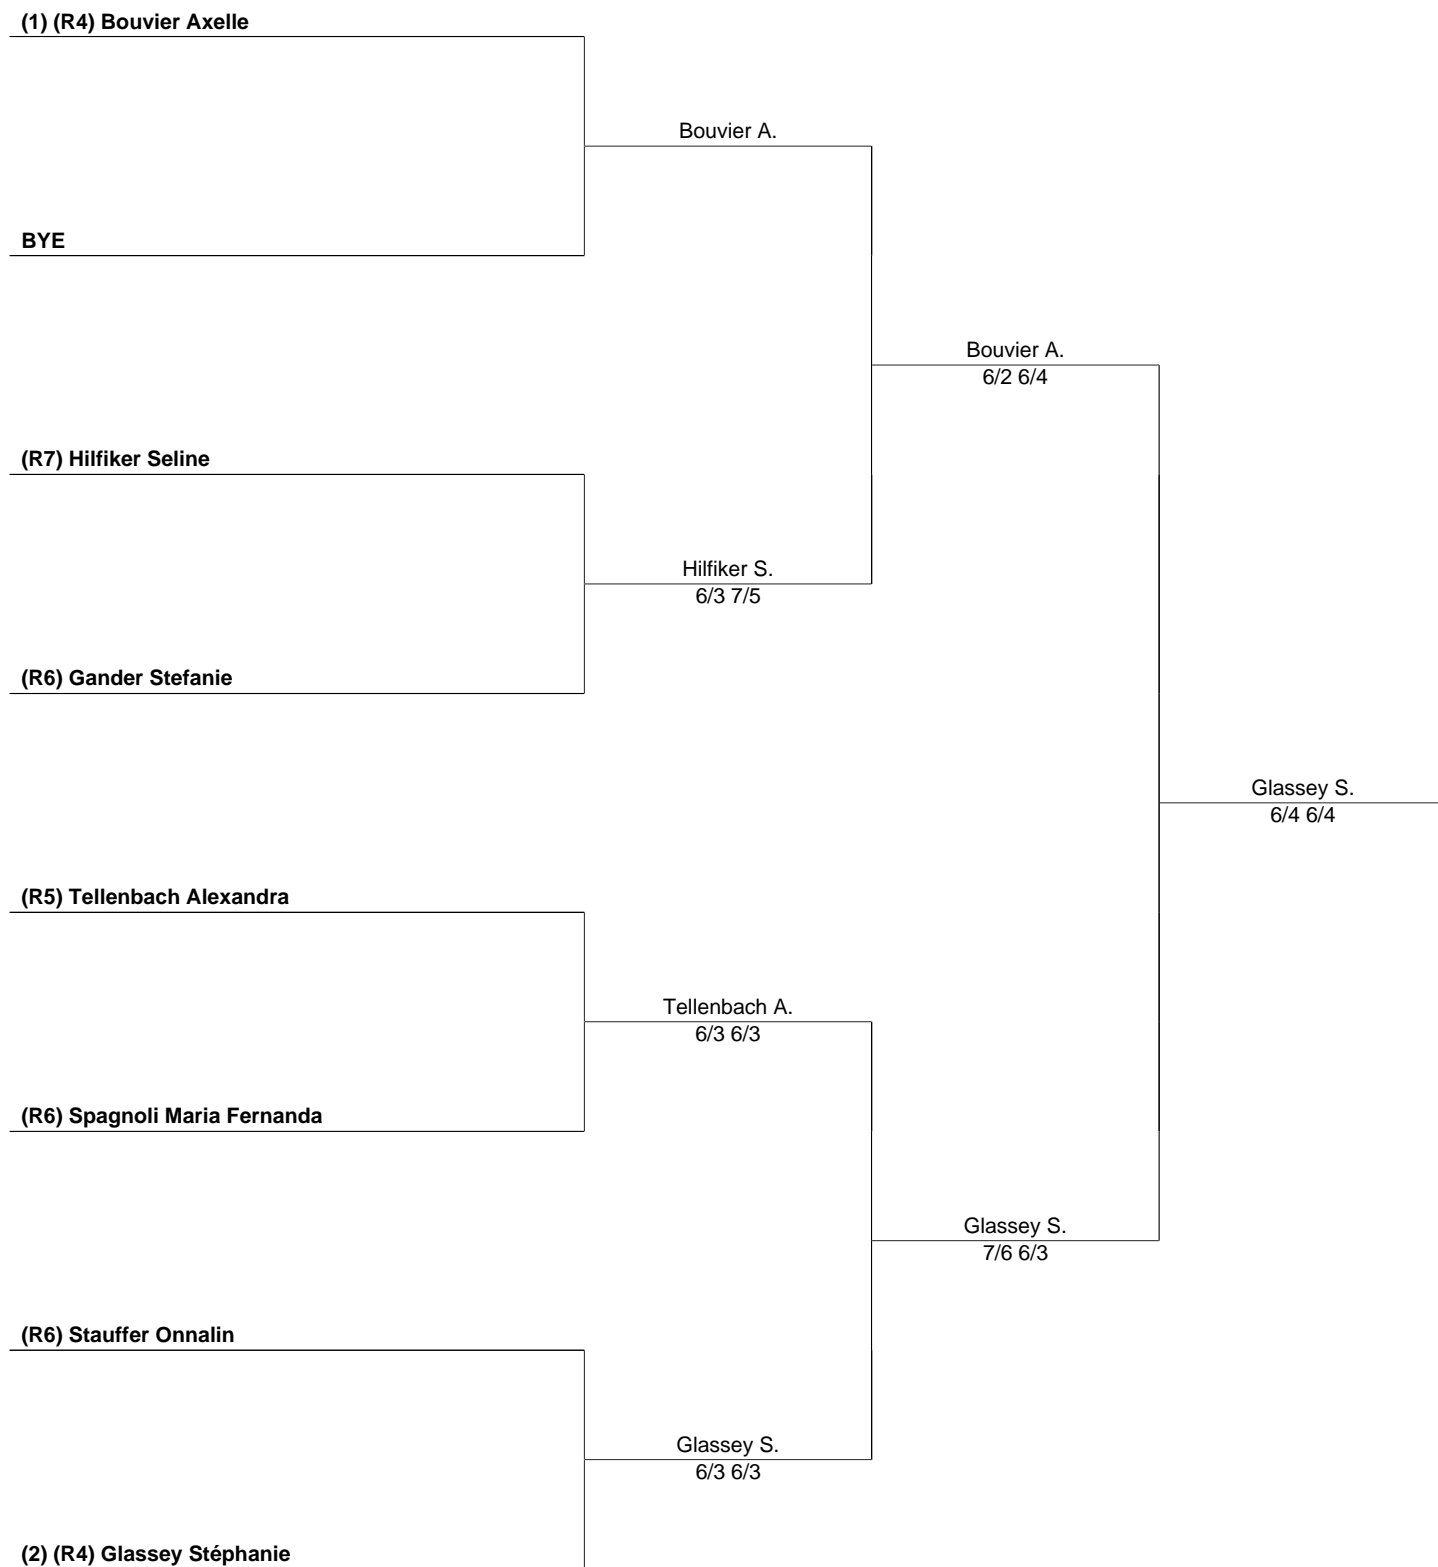 (1) (R4) Bouvier Axelle
Bouvier A.
BYE
Bouvier A.
6/2 6/4
(R7) Hilfiker Seline
Hilfiker S.
6/3 7/5
(R6) Gander Stefanie
Glassey S.
6/4 6/4
(R5) Tellenbach Alexandra
Tellenbach A.
6/3 6/3
(R6) Spagnoli Maria Fernanda
Glassey S.
7/6 6/3
(R6) Stauffer Onnalin
Glassey S.
6/3 6/3
(2) (R4) Glassey Stéphanie